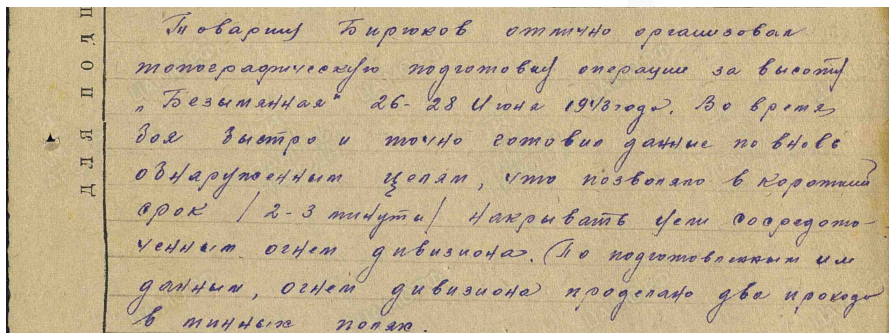 ДЛЯ ПОДП
Товарищ Бирюков отлично организовал
топографическую подготовку операции за высоту
„Безымянная“ 26-28 Июня 1943 года. Во время
боя быстро и точно готовил данные по вновь
обнаруженным целям, что позволяло в короткий
срок /2-3 минуты/ накрывать цели сосредото-
ченным огнем дивизиона. По подготовленным им
данным, огнем дивизиона проделано два прохода
в минных полях.